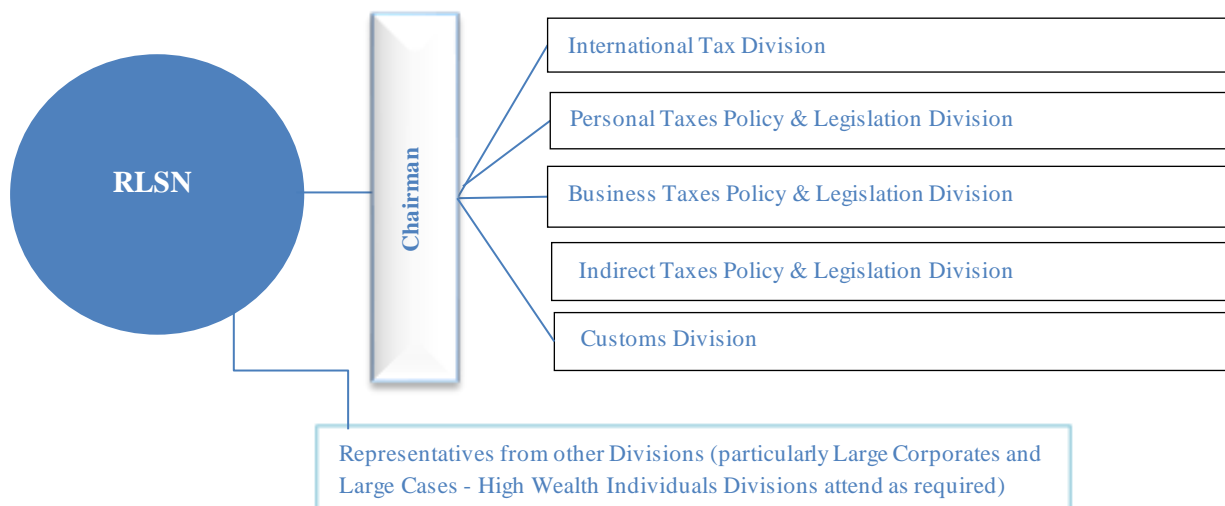 RLSN
Chairman
International Tax Division
Personal Taxes Policy & Legislation Division
Business Taxes Policy & Legislation Division
Indirect Taxes Policy & Legislation Division
Customs Division
Representatives from other Divisions (particularly Large Corporates and
Large Cases - High Wealth Individuals Divisions attend as required)